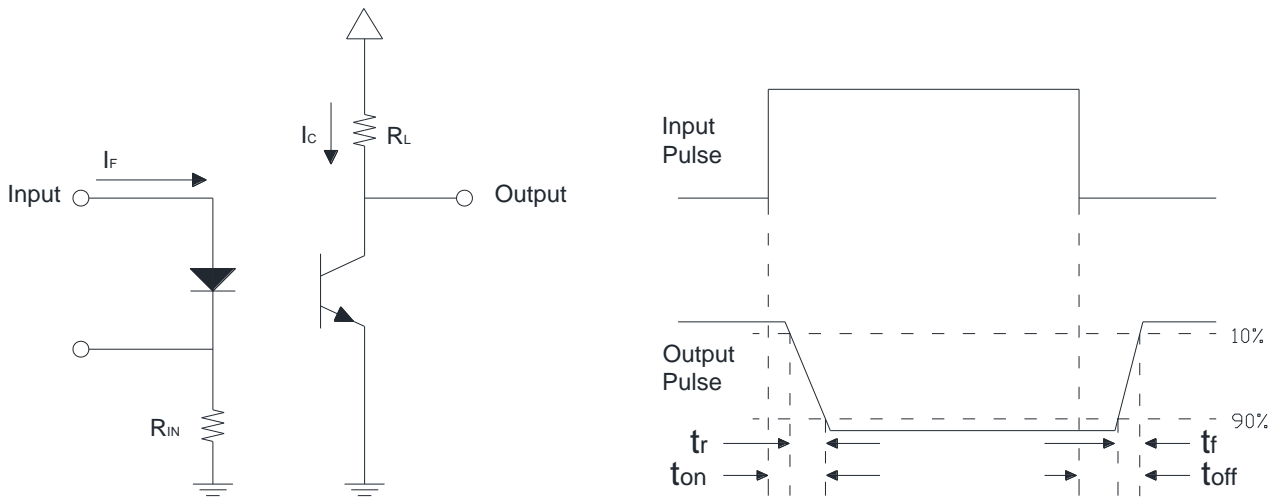 IF
Input
IC
RL
Output
RIN
Input
Pulse
Output
Pulse
10%
90%
tr
tf
ton
toff